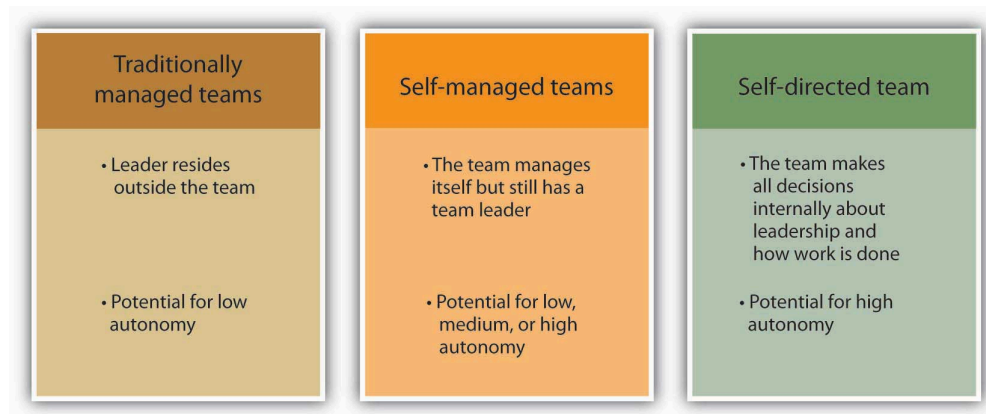 Traditionally
managed teams
• Leader resides
outside the team
• Potential for low
autonomy
Self-managed teams
• The team manages
itself but still has a
team leader
• Potential for low,
medium, or high
autonomy
Self-directed team
• The team makes
all decisions
internally about
leadership and
how work is done
• Potential for high
autonomy